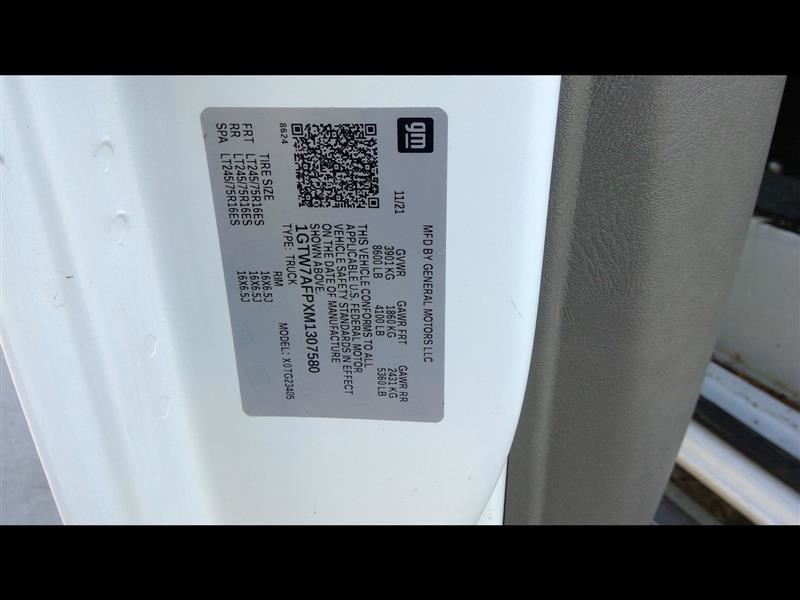 gm
MFD BY GENERAL MOTORS LLC
11/21
GVWR GAWR FRT GAWR RR
3901 KG 1860 KG 2431 KG
8600 LB 4100 LB 5360 LB
THIS VEHICLE CONFORMS TO ALL
APPLICABLE U.S. FEDERAL MOTOR
VEHICLE SAFETY STANDARDS IN EFFECT
ON THE DATE OF MANUFACTURE
SHOWN ABOVE.
1GTW7AFPXM1307580
TYPE: TRUCK MODEL: X0TG23405
8624
TIRE SIZE RIM
FRT LT245/75R16ES 16X6.5J
RR LT245/75R16ES 16X6.5J
SPA LT245/75R16ES 16X6.5J